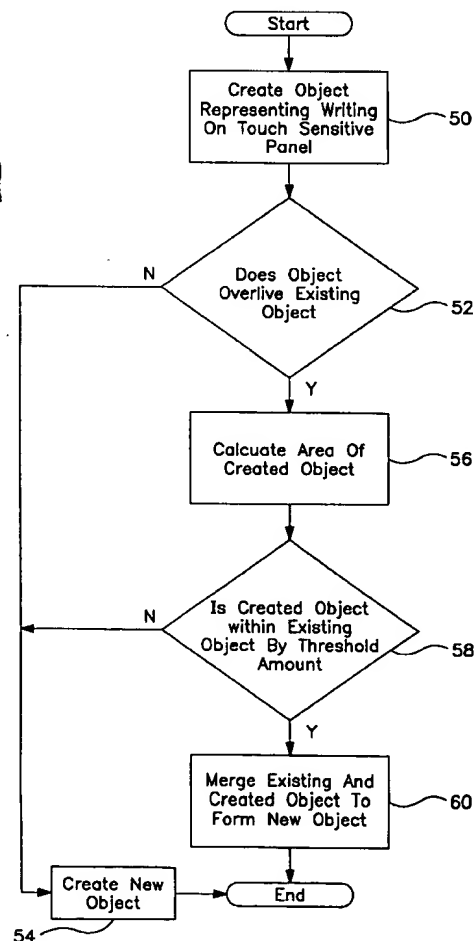 Start
Create Object
Representing Writing
On Touch Sensitive
Panel
50
N
Does Object
Overlive Existing
Object
52
Y
Calcuate Area Of
Created Object
56
N
Is Created Object
within Existing
Object By Threshold
Amount
58
Y
Merge Existing And
Created Object To
Form New Object
60
Create New
Object
End
54